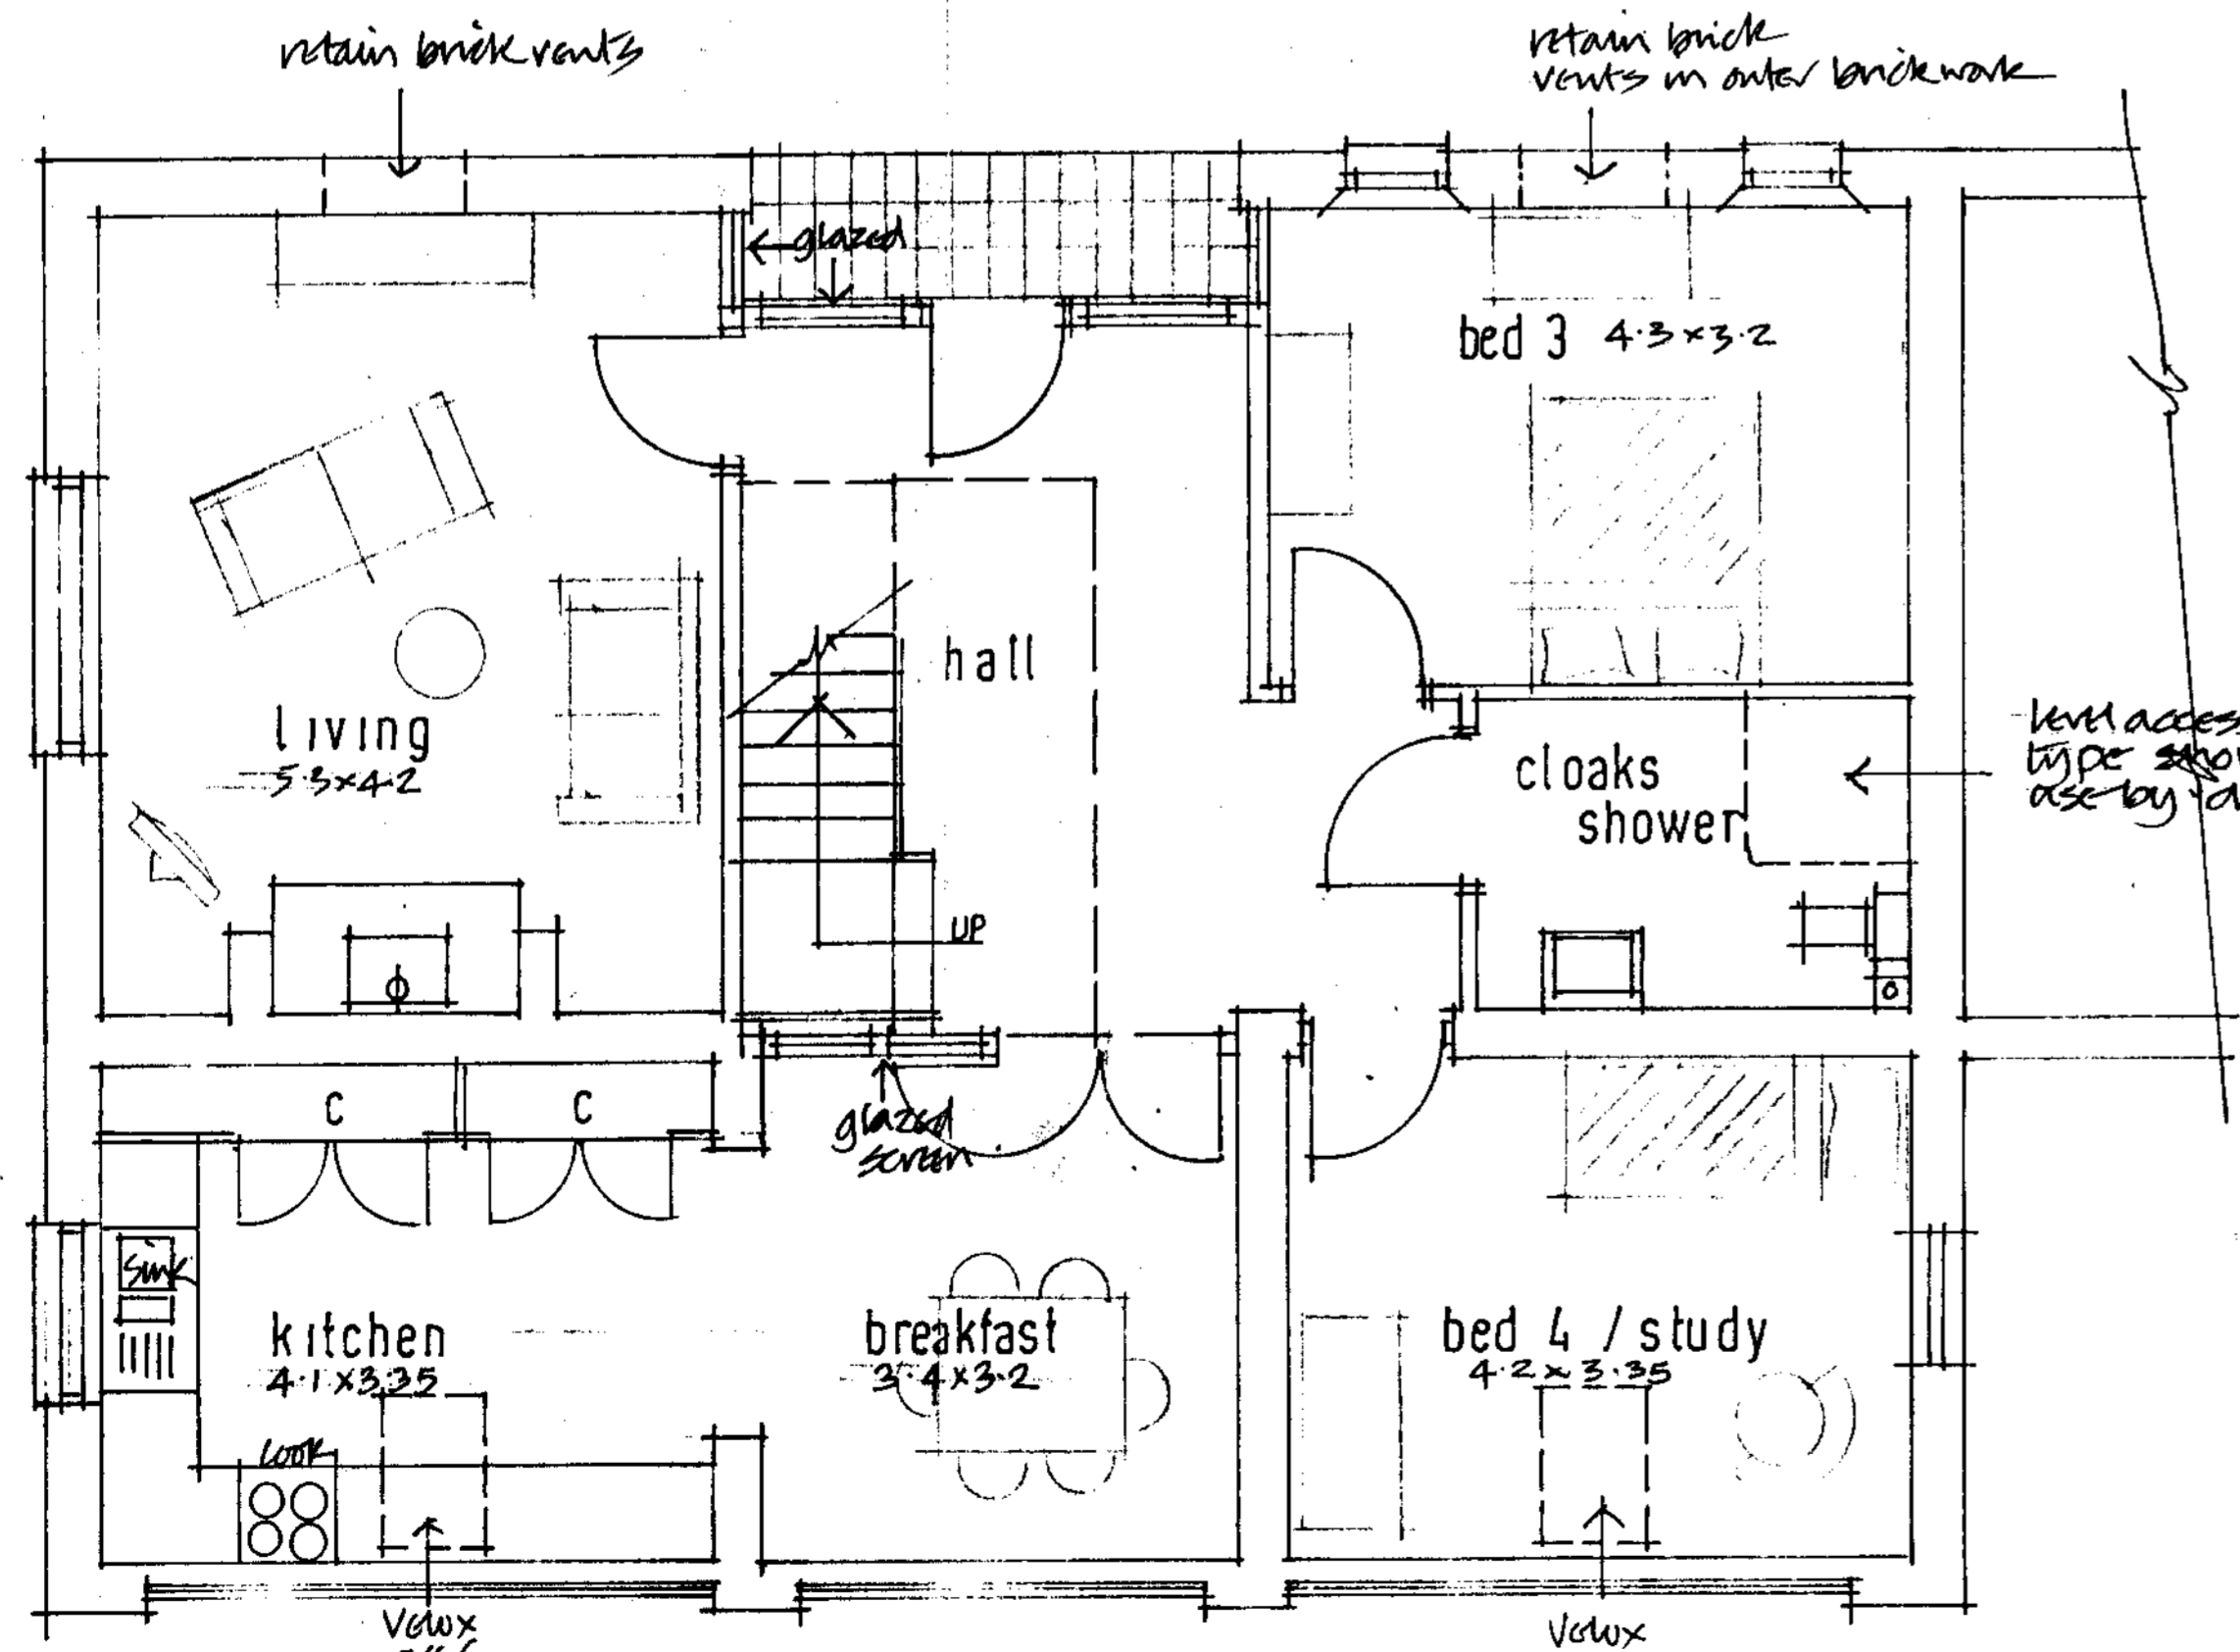 retain brick vents
retain brick
vents in outer brickwork
glazed
bed 3 4.3 x 3.2
hall
living
5.3 x 4.2
cloaks
shower
level
type
UP
C
C
glazed
screen
sink
kitchen
4.1 x 3.35
breakfast
3.4 x 3.2
bed 4 / study
4.2 x 3.35
cook
Velux
Velux